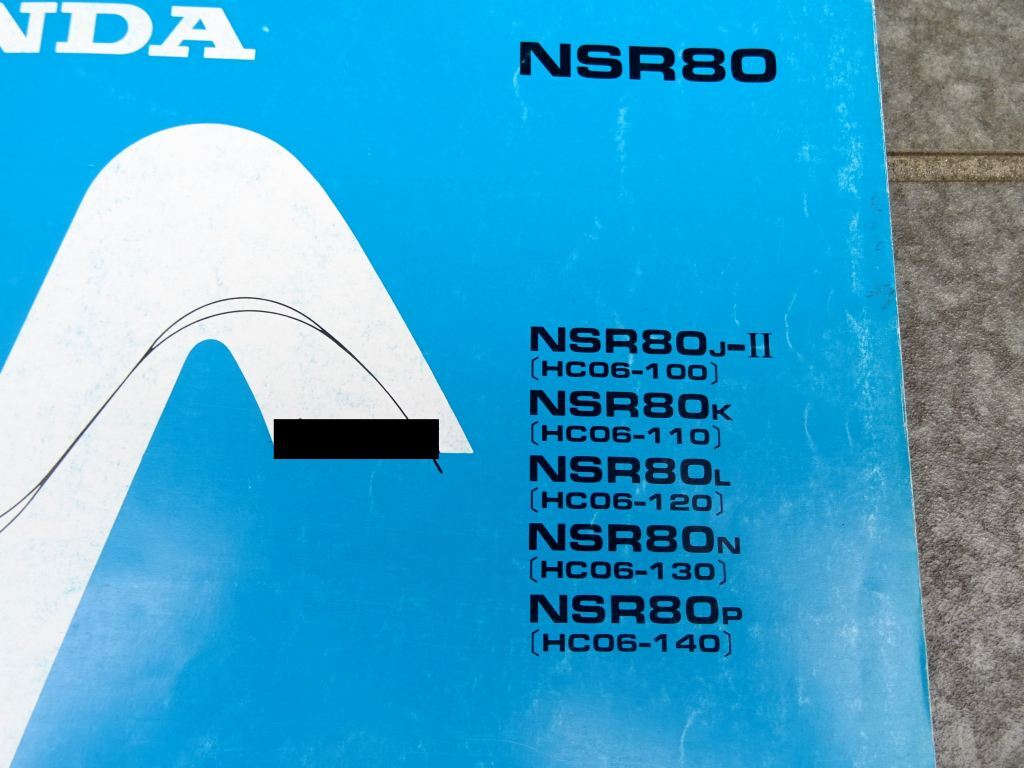 NDA
NSR80
NSR80J-II
[HC06-100]
NSR80K
[HC06-110]
NSR80L
[HC06-120]
NSR80N
[HC06-130]
NSR80P
[HC06-140]